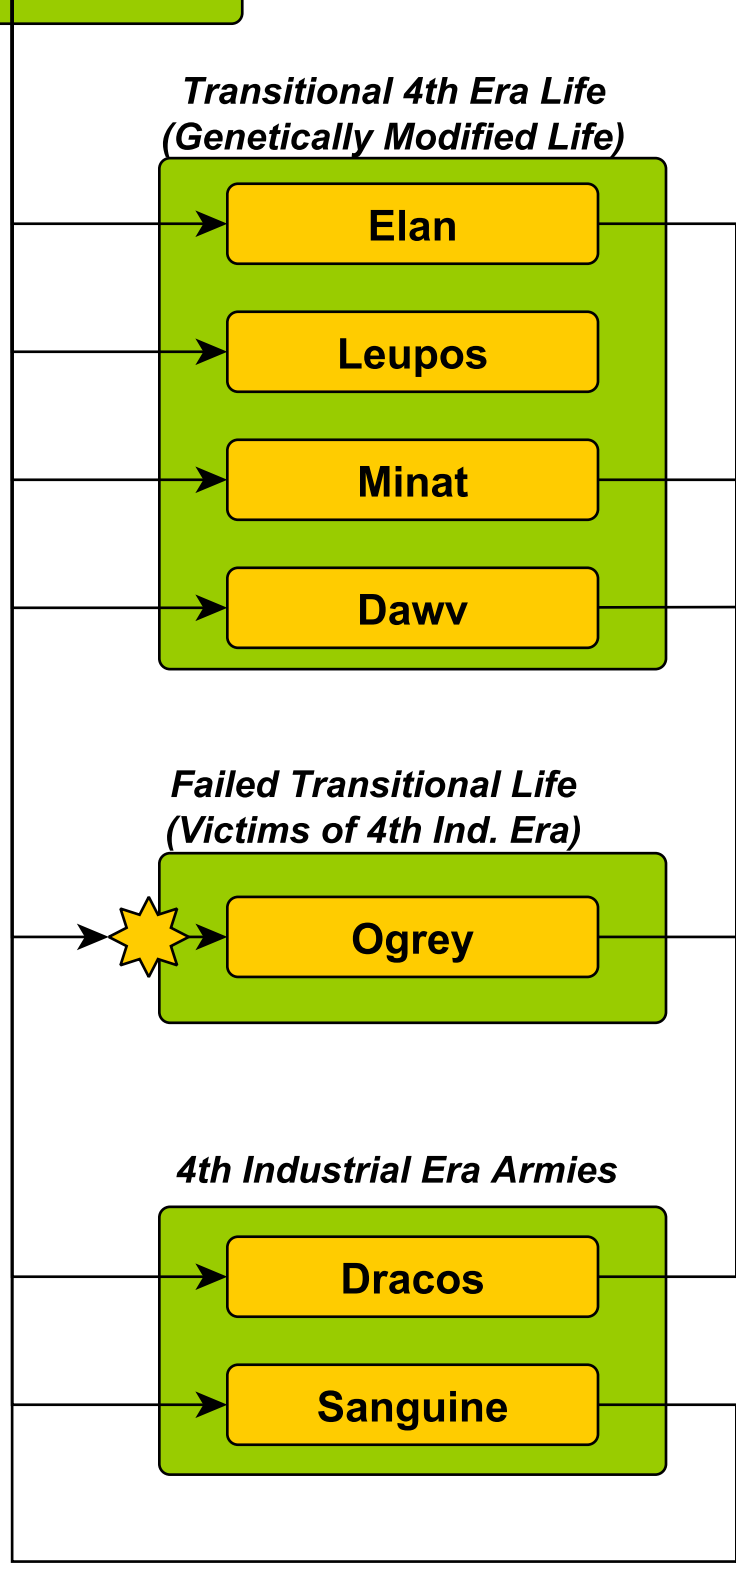 Transitional 4th Era Life
(Genetically Modified Life)
Elan
Leupos
Minat
Dawv
Failed Transitional Life
(Victims of 4th Ind. Era)
Ogrey
4th Industrial Era Armies
Dracos
Sanguine